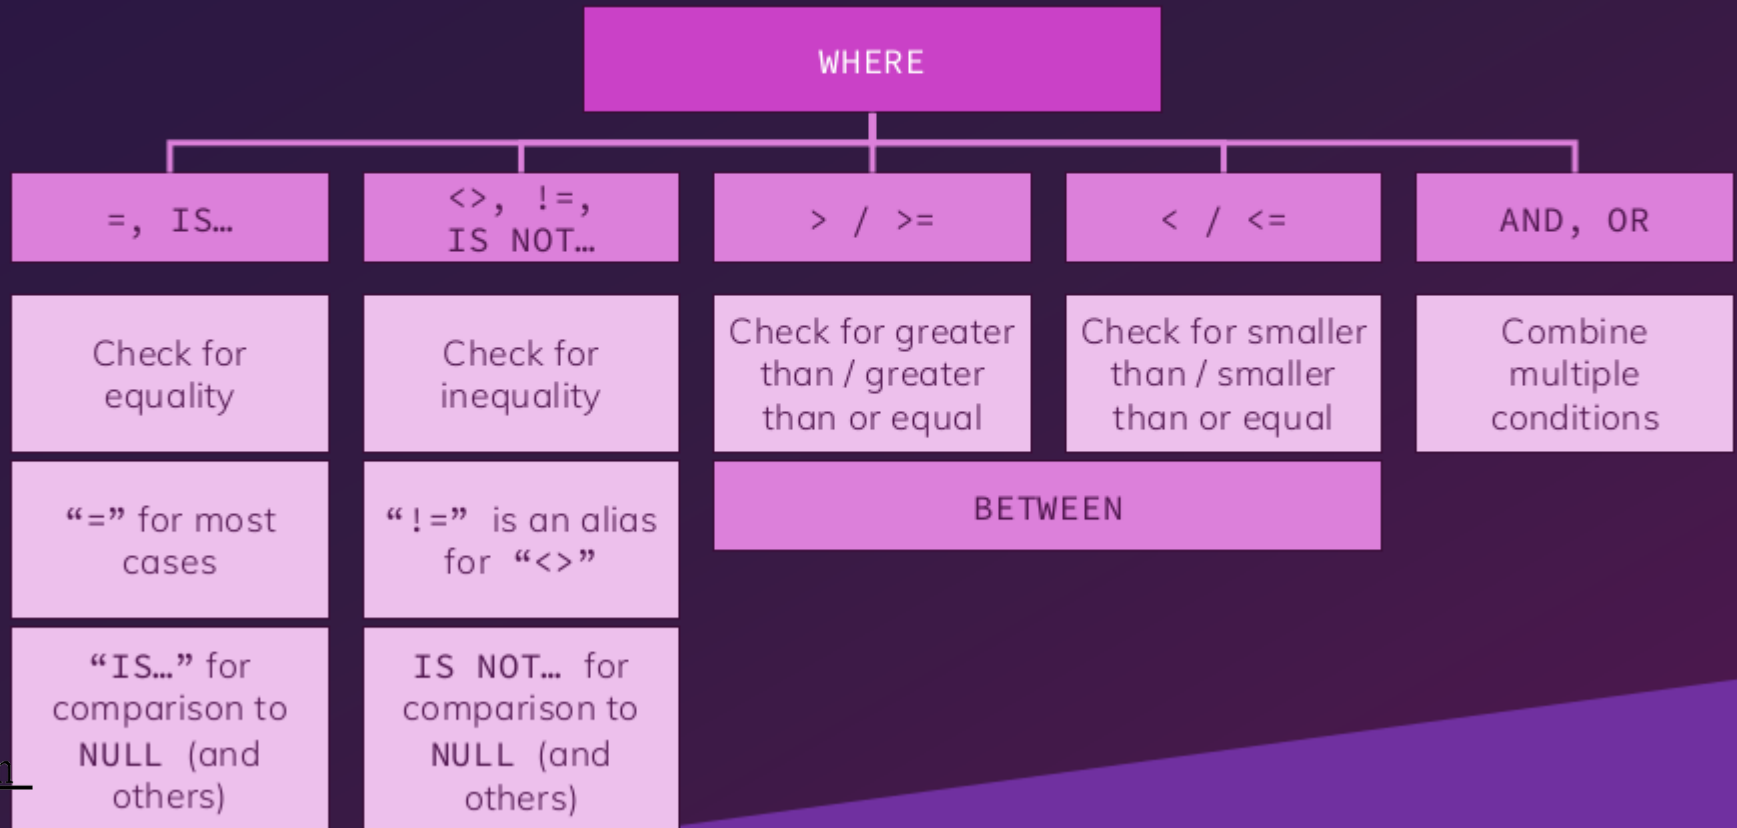 WHERE
=, IS…
<>, !=,
IS NOT…
> / >=
< / <=
AND, OR
Check for
equality
Check for
inequality
Check for greater
than / greater
than or equal
Check for smaller
than / smaller
than or equal
Combine
multiple
conditions
“=” for most
cases
“!=” is an alias
for “<>”
BETWEEN
“IS…” for
comparison to
NULL (and
others)
IS NOT… for
comparison to
NULL (and
others)